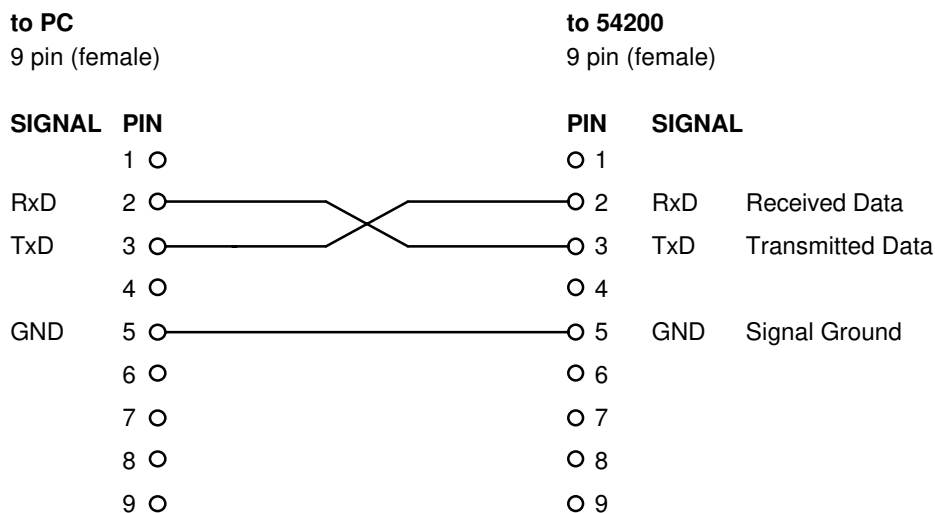 to PC to 54200
9 pin (female) 9 pin (female)
SIGNAL PIN PIN SIGNAL
1 1
RxD 2 2 RxD Received Data
TxD 3 3 TxD Transmitted Data
4 4
GND 5 5 GND Signal Ground
6 6
7 7
8 8
9 9